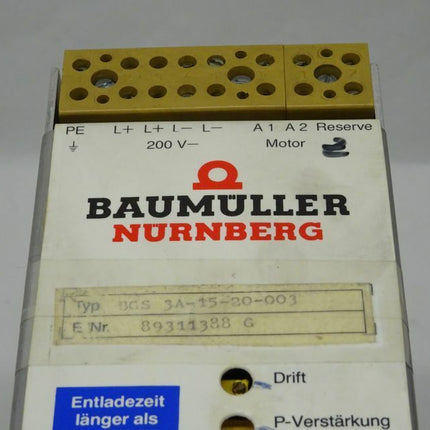 PE L+ L+ L− L− A 1 A 2 Reserve
200 V− Motor
BAUMÜLLER
NÜRNBERG
Typ BGS 3A-15-20-003
E Nr. 89311388 G
Drift
Entladezeit
länger als
P-Verstärkung